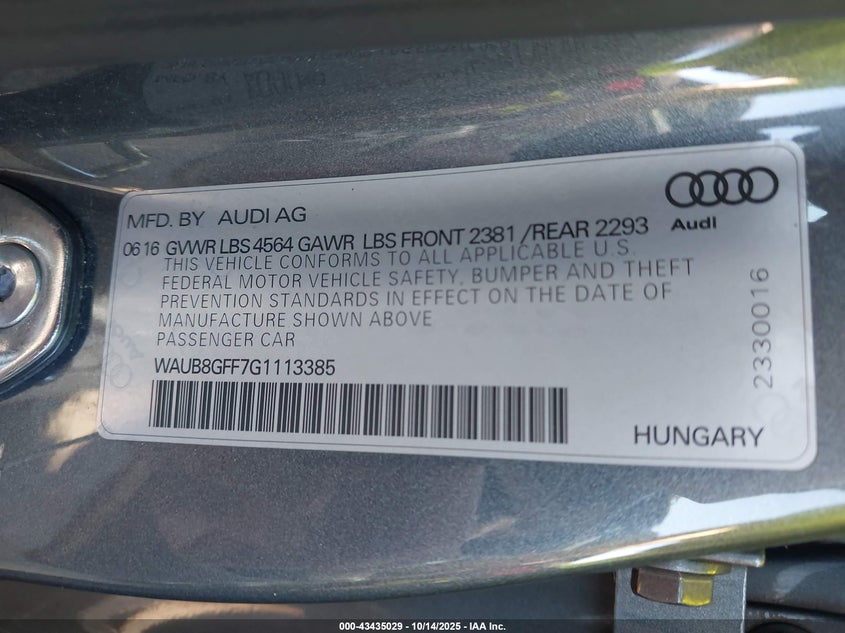 MFD. BY AUDI AG
Audi
06 16 GVWR LBS 4564 GAWR LBS FRONT 2381 /REAR 2293
THIS VEHICLE CONFORMS TO ALL APPLICABLE U.S.
FEDERAL MOTOR VEHICLE SAFETY, BUMPER AND THEFT
PREVENTION STANDARDS IN EFFECT ON THE DATE OF
MANUFACTURE SHOWN ABOVE
PASSENGER CAR
WAUB8GFF7G1113385
HUNGARY
2330016
000-43435029 - 10/14/2025 - IAA Inc.